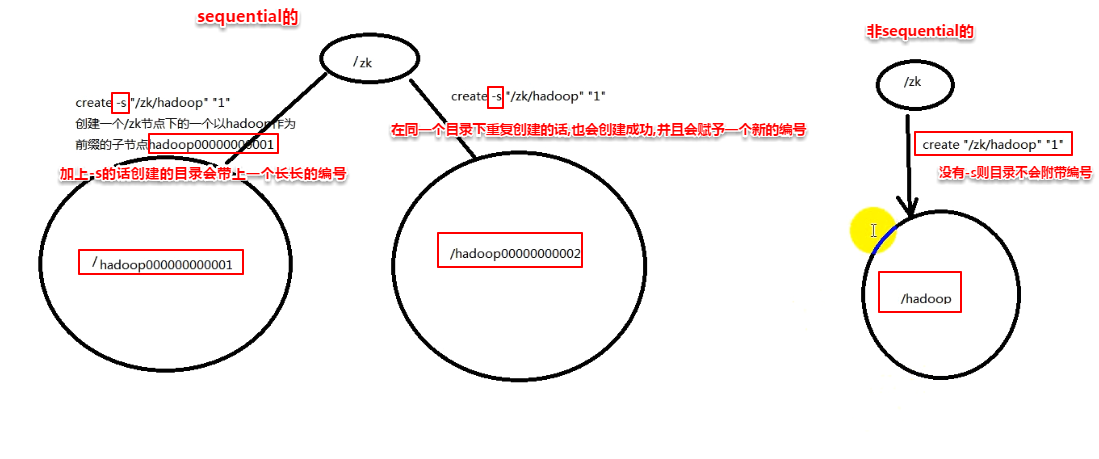 sequential的
/zk
create -s "/zk/hadoop" "1"
创建一个/zk节点下的一个以hadoop作为
前缀的子节点hadoop00000000001
加上-s的话创建的目录会带上一个长长的编号
/hadoop000000000001
create -s "/zk/hadoop" "1"
在同一个目录下重复创建的话,也会创建成功,并且会赋予一个新的编号
/hadoop00000000002
非sequential的
/zk
create "/zk/hadoop" "1"
没有-s则目录不会附带编号
/hadoop